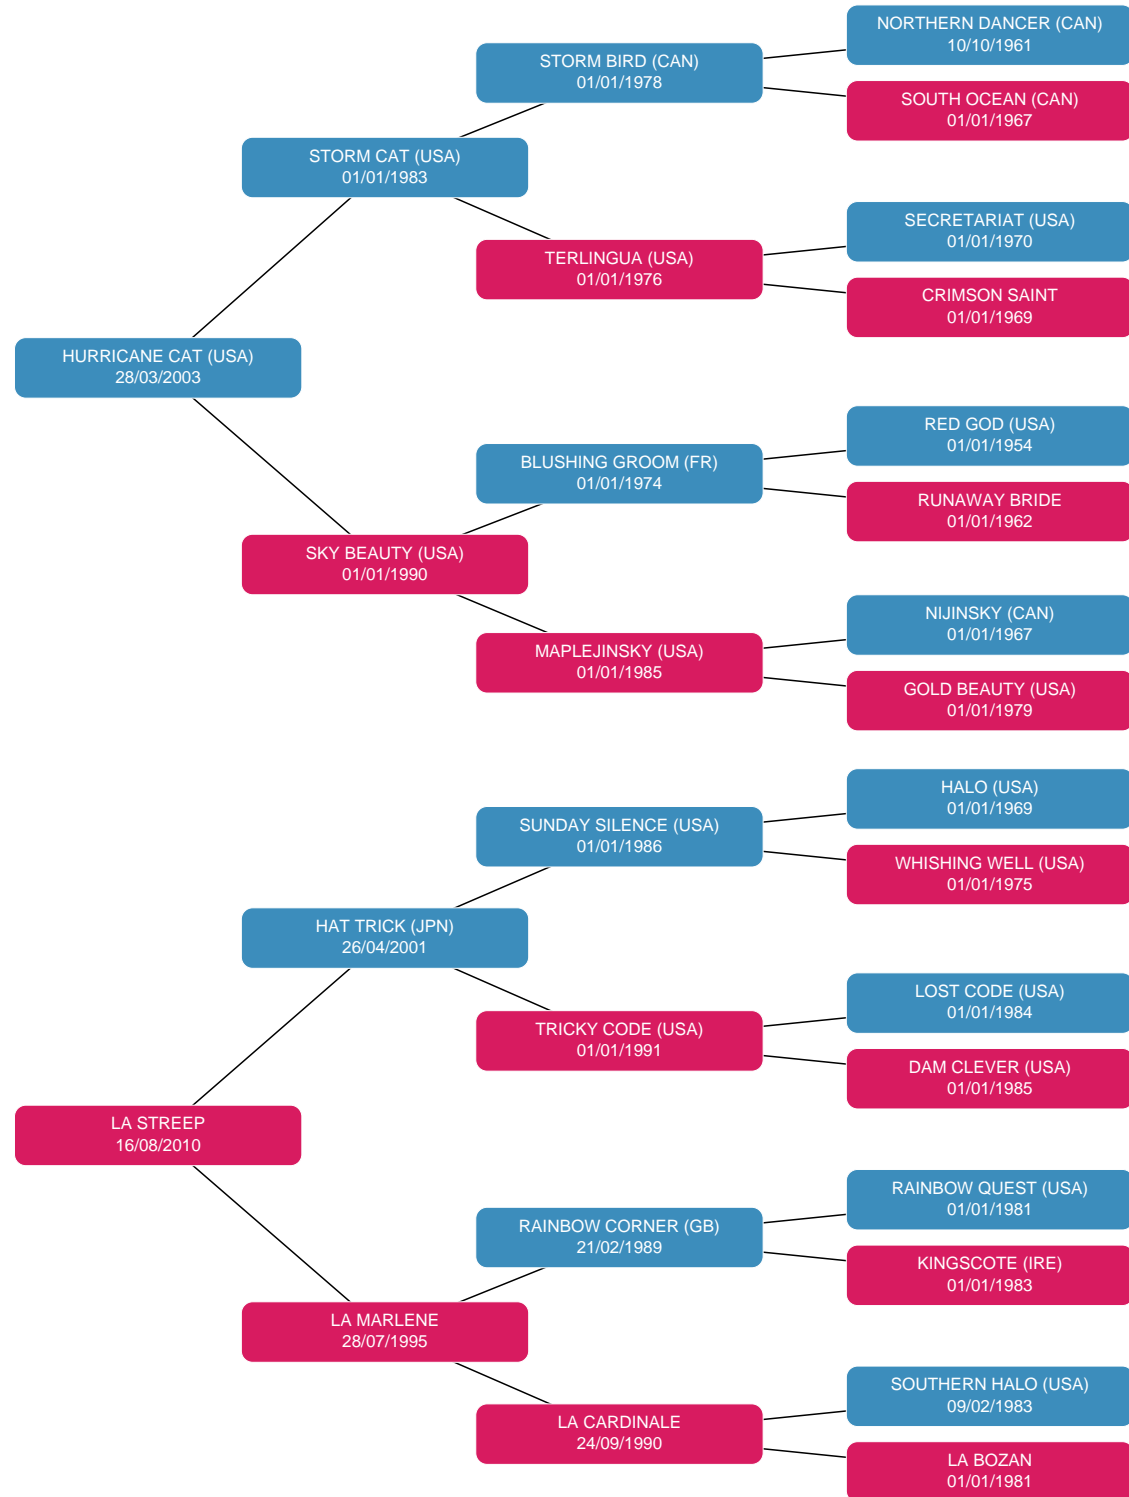 NORTHERN DANCER (CAN)
10/10/1961
STORM BIRD (CAN)
01/01/1978
SOUTH OCEAN (CAN)
01/01/1967
STORM CAT (USA)
01/01/1983
SECRETARIAT (USA)
01/01/1970
TERLINGUA (USA)
01/01/1976
CRIMSON SAINT
01/01/1969
HURRICANE CAT (USA)
28/03/2003
RED GOD (USA)
01/01/1954
BLUSHING GROOM (FR)
01/01/1974
RUNAWAY BRIDE
01/01/1962
SKY BEAUTY (USA)
01/01/1990
NIJINSKY (CAN)
01/01/1967
MAPLEJINSKY (USA)
01/01/1985
GOLD BEAUTY (USA)
01/01/1979
HALO (USA)
01/01/1969
SUNDAY SILENCE (USA)
01/01/1986
WHISHING WELL (USA)
01/01/1975
HAT TRICK (JPN)
26/04/2001
LOST CODE (USA)
01/01/1984
TRICKY CODE (USA)
01/01/1991
DAM CLEVER (USA)
01/01/1985
LA STREEP
16/08/2010
RAINBOW QUEST (USA)
01/01/1981
RAINBOW CORNER (GB)
21/02/1989
KINGSCOTE (IRE)
01/01/1983
LA MARLENE
28/07/1995
SOUTHERN HALO (USA)
09/02/1983
LA CARDINALE
24/09/1990
LA BOZAN
01/01/1981